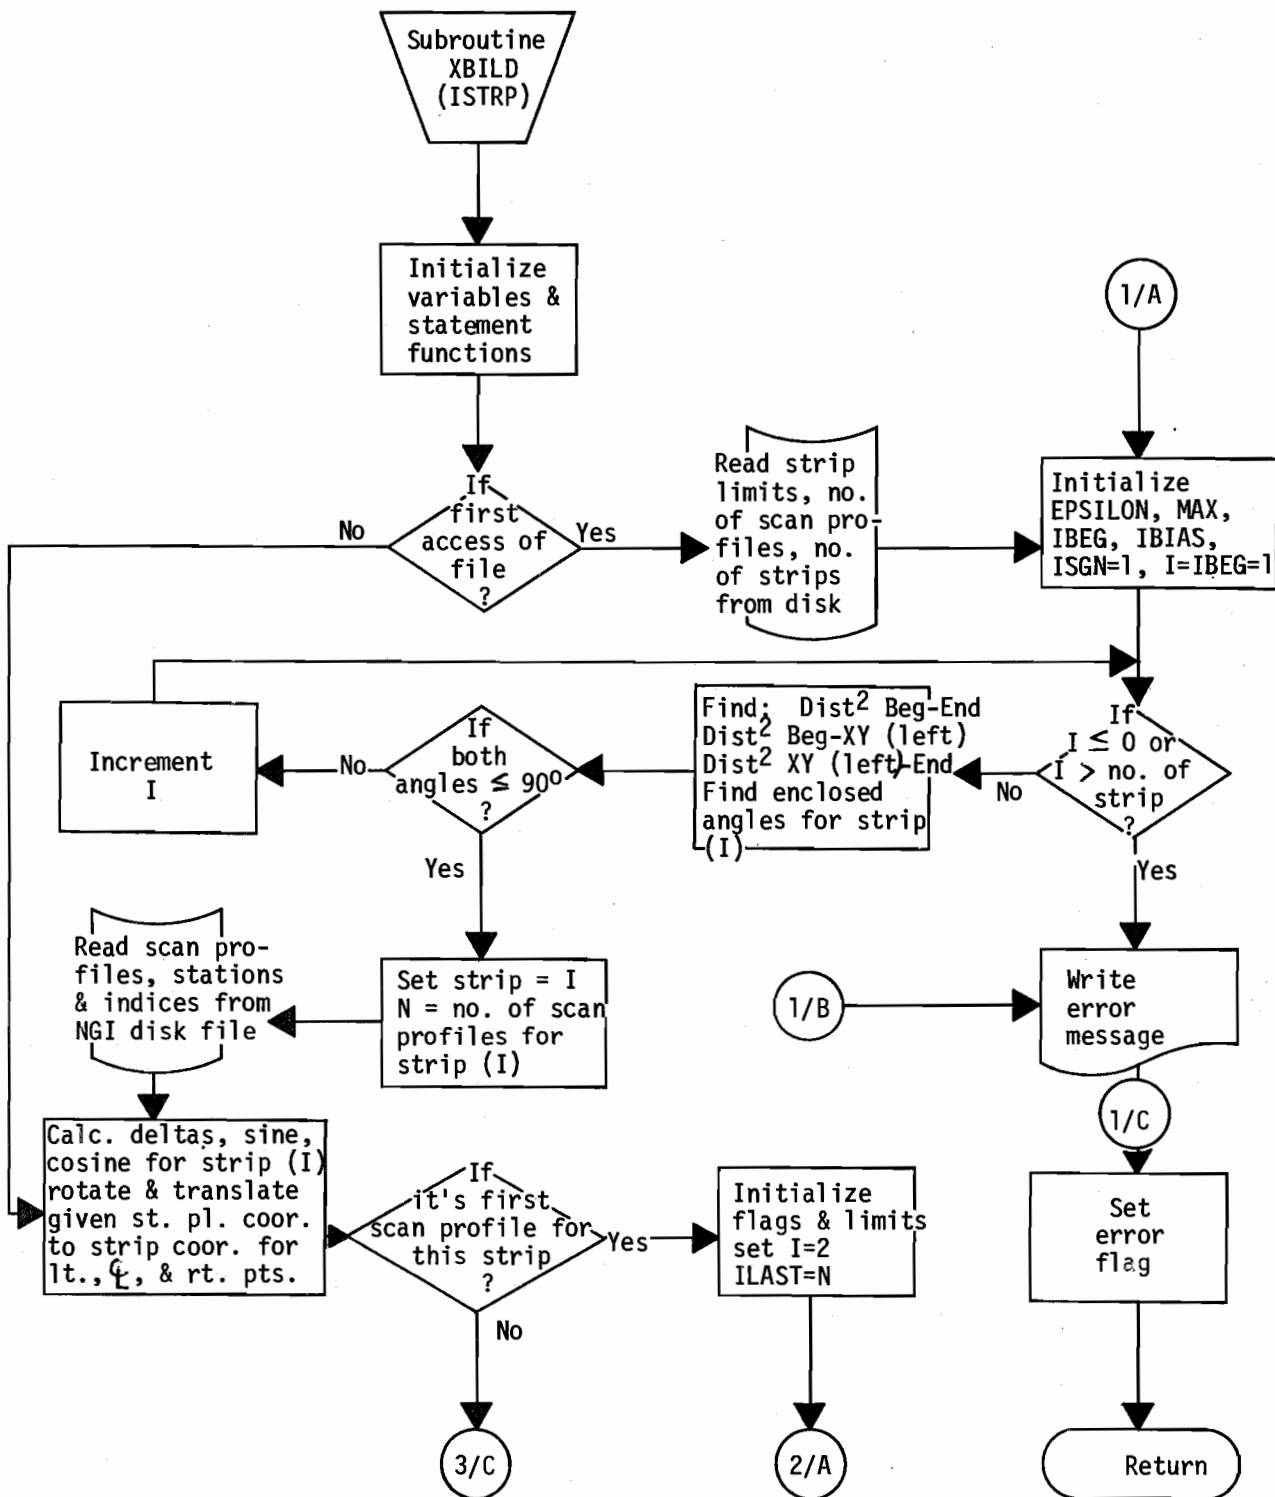 Subroutine
XBILD
(ISTRP)
Initialize
variables &
statement
functions
1/A
If
first
access of
file
?
No
Yes
Read strip
limits, no.
of scan pro-
files, no.
of strips
from disk
Initialize
EPSILON, MAX,
IBEG, IBIAS,
ISGN=1, I=IBEG=1
If
I ≤ 0 or
I > no. of
strip
?
No
Yes
Find: Dist² Beg-End
Dist² Beg-XY (left)
Dist² XY (left)-End
Find enclosed
angles for strip
(I)
If
both
angles ≤ 90º
?
No
Yes
Increment
I
Read scan pro-
files, stations
& indices from
NGI disk file
Set strip = I
N = no. of scan
profiles for
strip (I)
1/B
Write
error
message
1/C
Calc. deltas, sine,
cosine for strip (I)
rotate & translate
given st. pl. coor.
to strip coor. for
lt., ℄, & rt. pts.
If
it's first
scan profile for
this strip
?
Yes
No
Initialize
flags & limits
set I=2
ILAST=N
Set
error
flag
3/C
2/A
Return